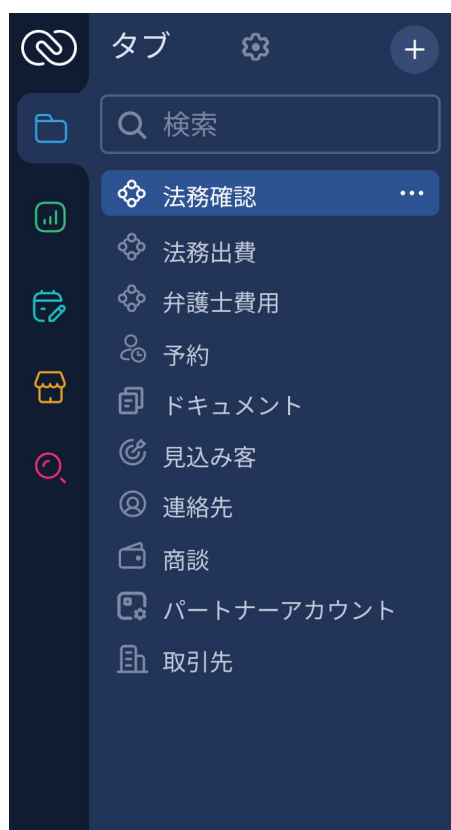 タブ
検索
法務確認
法務出費
弁護士費用
予約
ドキュメント
見込み客
連絡先
商談
パートナーアカウント
取引先